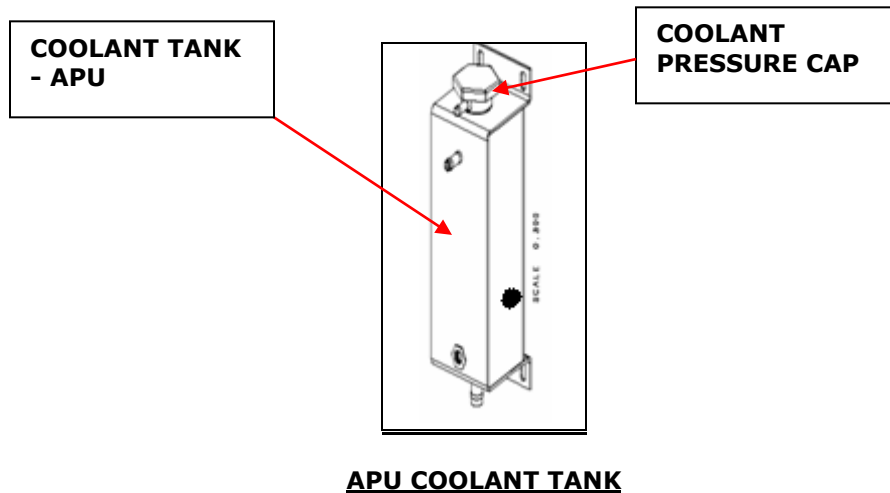 COOLANT TANK
- APU
COOLANT
PRESSURE CAP
SCALE 0.800
APU COOLANT TANK